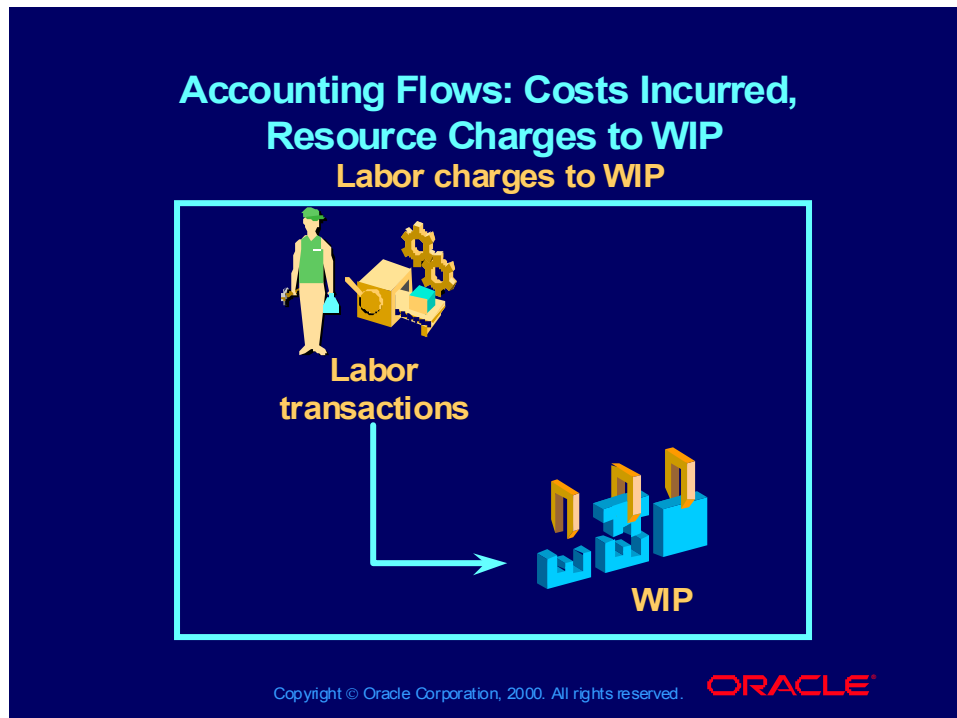 Accounting Flows: Costs Incurred,
Resource Charges to WIP
Labor charges to WIP
Labor
transactions
WIP
Copyright © Oracle Corporation, 2000. All rights reserved.
ORACLE®